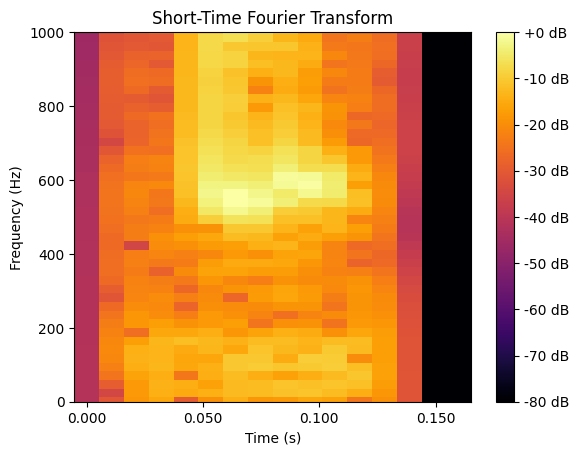 Short-Time Fourier Transform
Frequency (Hz)
1000
800
600
400
200
0
0.000
0.050
0.100
0.150
Time (s)
+0 dB
-10 dB
-20 dB
-30 dB
-40 dB
-50 dB
-60 dB
-70 dB
-80 dB